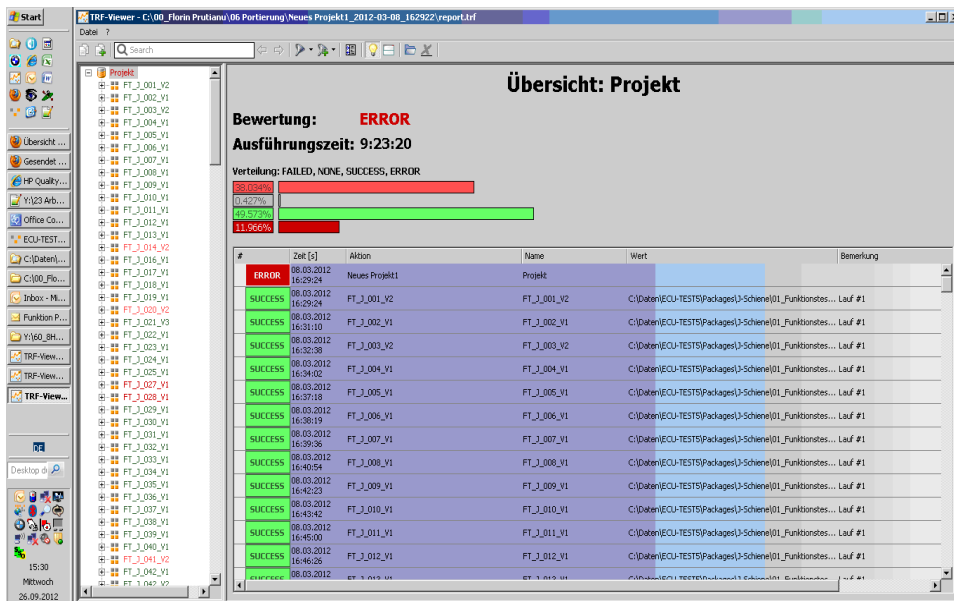 Start
TRF-Viewer - C:\00_Florin Prutianu\06 Portierung\Neues Projekt1_2012-03-08_162922\report.trf
Datei ?
Search
Übersicht ...
Gesendet ...
HP Quality...
Y:\23 Arb...
Office Co...
ECU-TEST...
C:\Daten\...
C:\00_Flo...
Inbox - Mi...
Funktion P...
Y:\60_8H...
TRF-View...
TRF-View...
TRF-View...
DE
Desktop d
15:30
Mittwoch
26.09.2012
Projekt
FT_J_001_V2
FT_J_002_V1
FT_J_003_V2
FT_J_004_V1
FT_J_005_V1
FT_J_006_V1
FT_J_007_V1
FT_J_008_V1
FT_J_009_V1
FT_J_010_V1
FT_J_011_V1
FT_J_012_V1
FT_J_013_V1
FT_J_014_V2
FT_J_016_V1
FT_J_017_V1
FT_J_018_V1
FT_J_019_V1
FT_J_020_V2
FT_J_021_V3
FT_J_022_V1
FT_J_023_V1
FT_J_024_V1
FT_J_025_V1
FT_J_027_V1
FT_J_028_V1
FT_J_029_V1
FT_J_030_V1
FT_J_031_V1
FT_J_032_V1
FT_J_033_V1
FT_J_034_V1
FT_J_035_V1
FT_J_036_V1
FT_J_037_V1
FT_J_038_V1
FT_J_039_V1
FT_J_040_V1
FT_J_041_V2
FT_J_042_V1
FT_J_042_V2
Übersicht: Projekt
Bewertung: ERROR
Ausführungszeit: 9:23:20
Verteilung: FAILED, NONE, SUCCESS, ERROR
38.034%
0.427%
49.573%
11.966%
# Zeit [s] Aktion Name Wert Bemerkung
ERROR 08.03.2012 16:29:24 Neues Projekt1 Projekt
SUCCESS 08.03.2012 16:29:24 FT_J_001_V2 FT_J_001_V2 C:\Daten\ECU-TEST5\Packages\J-Schiene\01_Funktionstes... Lauf #1
SUCCESS 08.03.2012 16:31:10 FT_J_002_V1 FT_J_002_V1 C:\Daten\ECU-TEST5\Packages\J-Schiene\01_Funktionstes... Lauf #1
SUCCESS 08.03.2012 16:32:38 FT_J_003_V2 FT_J_003_V2 C:\Daten\ECU-TEST5\Packages\J-Schiene\01_Funktionstes... Lauf #1
SUCCESS 08.03.2012 16:34:02 FT_J_004_V1 FT_J_004_V1 C:\Daten\ECU-TEST5\Packages\J-Schiene\01_Funktionstes... Lauf #1
SUCCESS 08.03.2012 16:37:18 FT_J_005_V1 FT_J_005_V1 C:\Daten\ECU-TEST5\Packages\J-Schiene\01_Funktionstes... Lauf #1
SUCCESS 08.03.2012 16:38:19 FT_J_006_V1 FT_J_006_V1 C:\Daten\ECU-TEST5\Packages\J-Schiene\01_Funktionstes... Lauf #1
SUCCESS 08.03.2012 16:39:36 FT_J_007_V1 FT_J_007_V1 C:\Daten\ECU-TEST5\Packages\J-Schiene\01_Funktionstes... Lauf #1
SUCCESS 08.03.2012 16:40:54 FT_J_008_V1 FT_J_008_V1 C:\Daten\ECU-TEST5\Packages\J-Schiene\01_Funktionstes... Lauf #1
SUCCESS 08.03.2012 16:42:23 FT_J_009_V1 FT_J_009_V1 C:\Daten\ECU-TEST5\Packages\J-Schiene\01_Funktionstes... Lauf #1
SUCCESS 08.03.2012 16:43:42 FT_J_010_V1 FT_J_010_V1 C:\Daten\ECU-TEST5\Packages\J-Schiene\01_Funktionstes... Lauf #1
SUCCESS 08.03.2012 16:45:00 FT_J_011_V1 FT_J_011_V1 C:\Daten\ECU-TEST5\Packages\J-Schiene\01_Funktionstes... Lauf #1
SUCCESS 08.03.2012 16:46:26 FT_J_012_V1 FT_J_012_V1 C:\Daten\ECU-TEST5\Packages\J-Schiene\01_Funktionstes... Lauf #1
SUCCESS 08.03.2012 FT_J_013_V1 FT_J_013_V1 C:\Daten\ECU-TEST5\Packages\J-Schiene\01_Funktionstes... Lauf #1